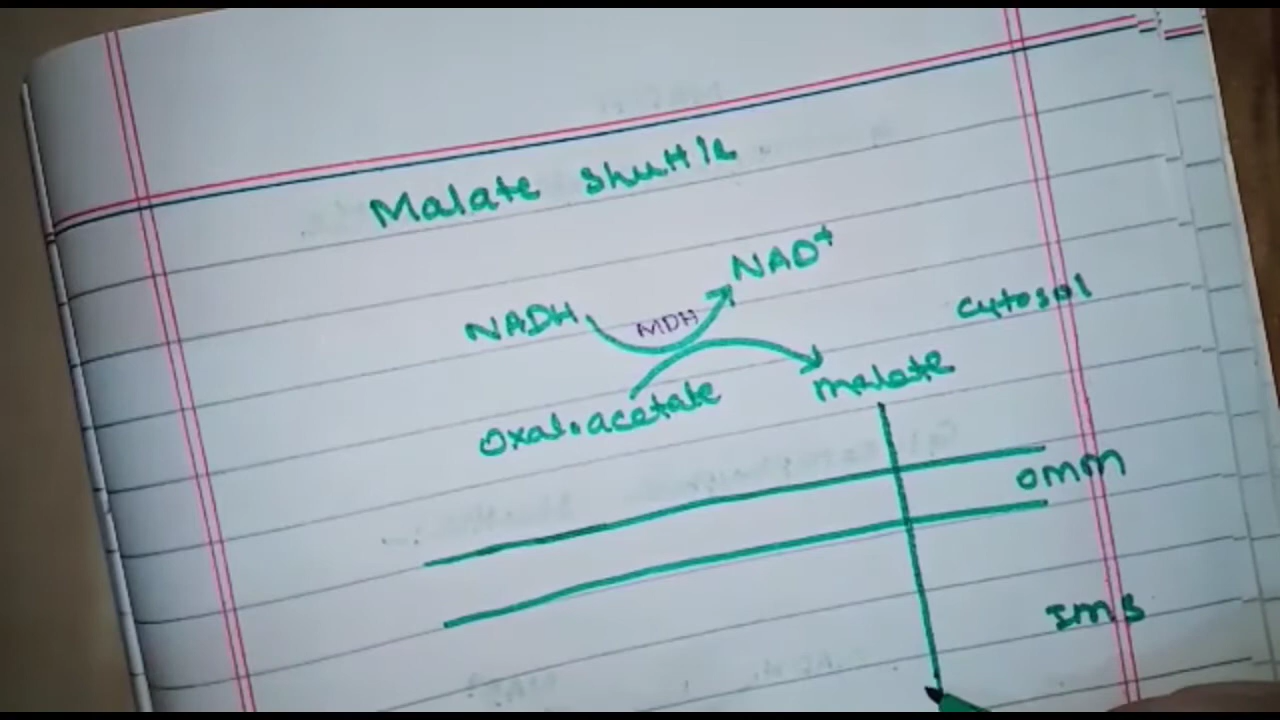 Malate shuttle
NADH
MDH
NAD+
cytosol
oxaloacetate
malate
OMM
IMS